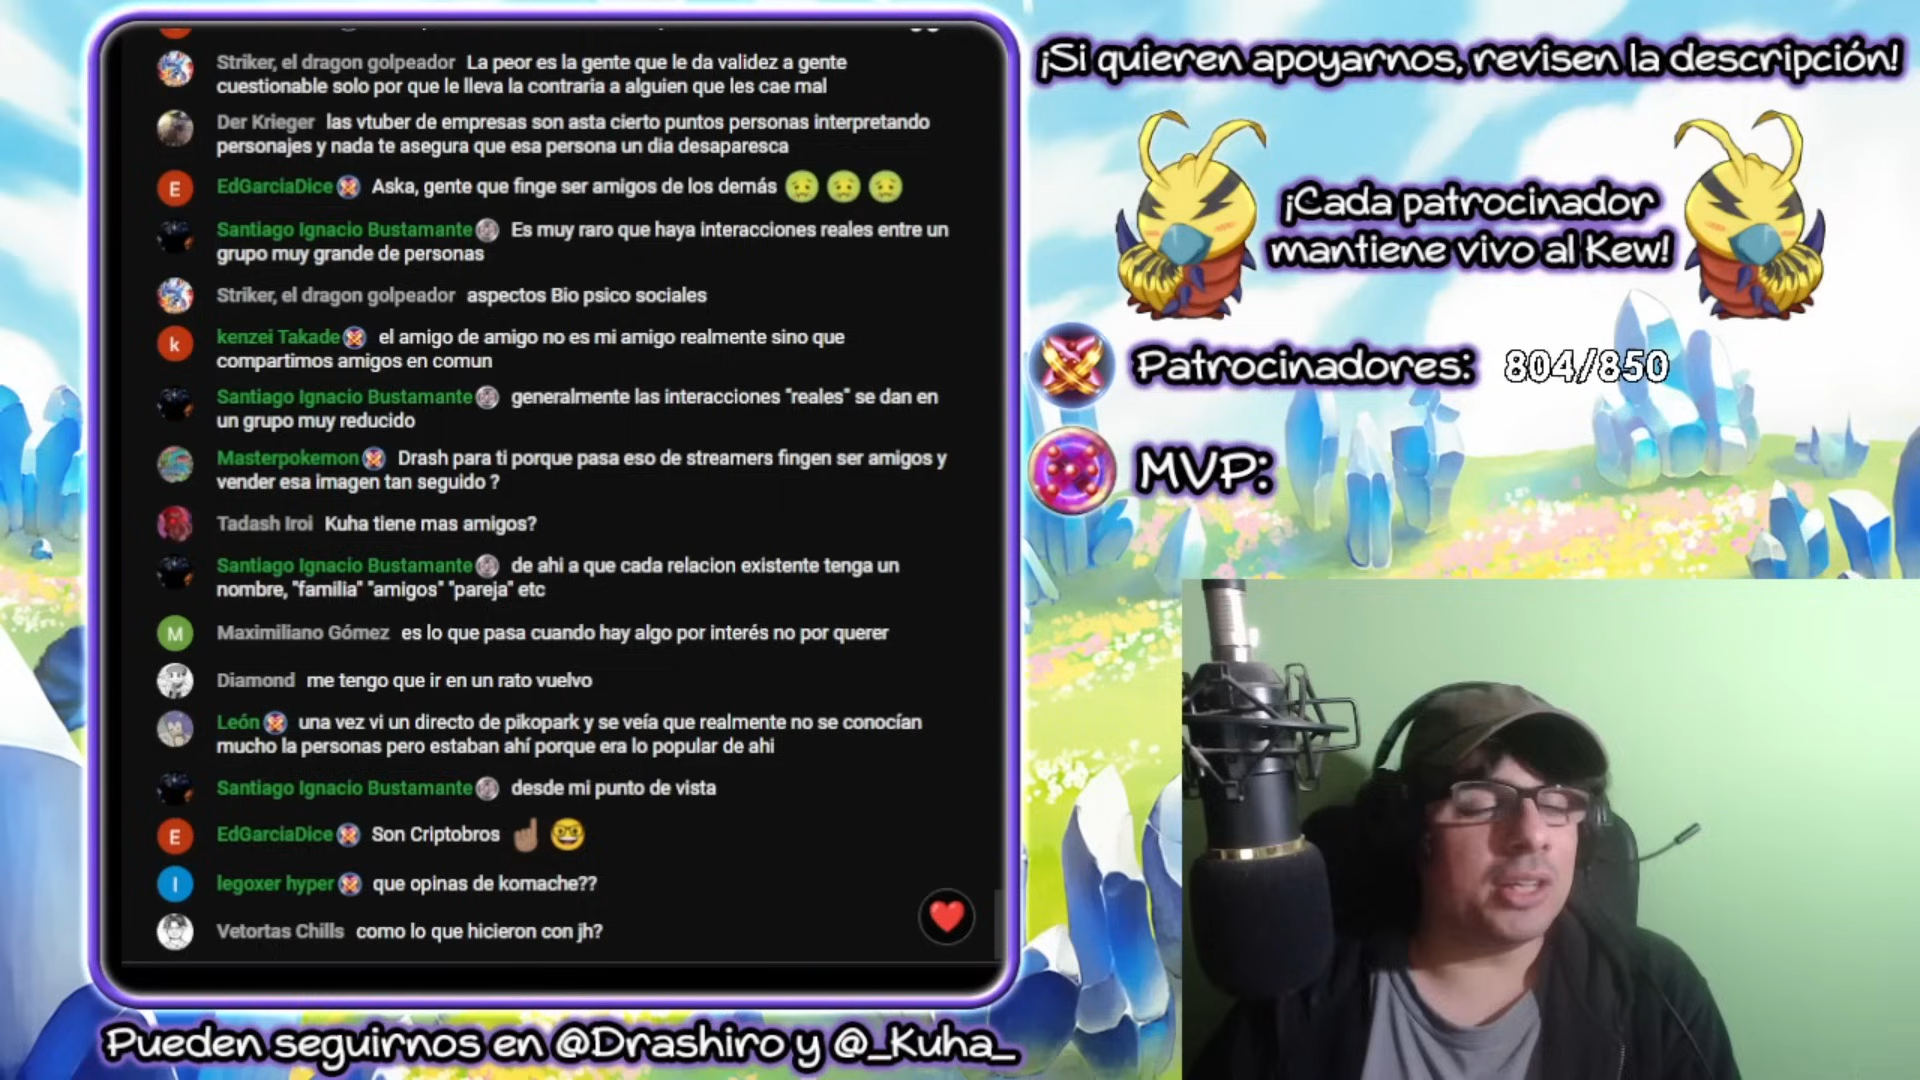 Striker, el dragon golpeador La peor es la gente que le da validez a gente
cuestionable solo por que le lleva la contraria a alguien que les cae mal
Der Krieger las vtuber de empresas son asta cierto puntos personas interpretando
personajes y nada te asegura que esa persona un dia desaparesca
E
EdGarciaDice Aska, gente que finge ser amigos de los demás
Santiago Ignacio Bustamante Es muy raro que haya interacciones reales entre un
grupo muy grande de personas
Striker, el dragon golpeador aspectos Bio psico sociales
k
kenzei Takade el amigo de amigo no es mi amigo realmente sino que
compartimos amigos en comun
Santiago Ignacio Bustamante generalmente las interacciones "reales" se dan en
un grupo muy reducido
Masterpokemon Drash para ti porque pasa eso de streamers fingen ser amigos y
vender esa imagen tan seguido ?
Tadash Iroi Kuha tiene mas amigos?
Santiago Ignacio Bustamante de ahi a que cada relacion existente tenga un
nombre, "familia" "amigos" "pareja" etc
M
Maximiliano Gómez es lo que pasa cuando hay algo por interés no por querer
Diamond me tengo que ir en un rato vuelvo
León una vez vi un directo de pikopark y se veía que realmente no se conocían
mucho la personas pero estaban ahí porque era lo popular de ahi
Santiago Ignacio Bustamante desde mi punto de vista
E
EdGarciaDice Son Criptobros
l
legoxer hyper que opinas de komache??
Vetortas Chills como lo que hicieron con jh?
Pueden seguirnos en @Drashiro y @_Kuha_
¡Si quieren apoyarnos, revisen la descripción!
¡Cada patrocinador
mantiene vivo al Kew!
Patrocinadores: 804/850
MVP: